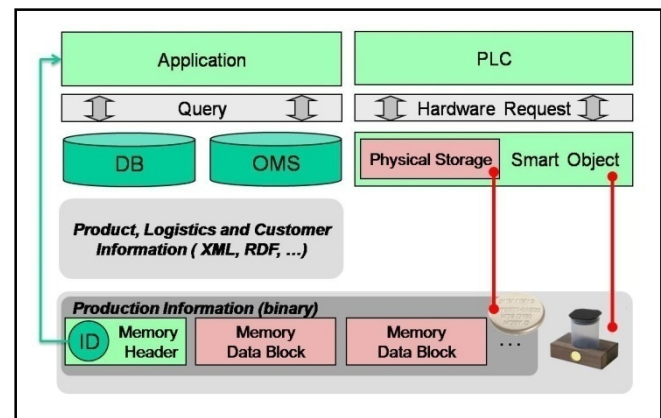 Application
PLC
Query
Hardware Request
DB
OMS
Physical Storage
Smart Object
Product, Logistics and Customer
Information ( XML, RDF, ...)
Production Information (binary)
ID
Memory
Header
Memory
Data Block
Memory
Data Block
...